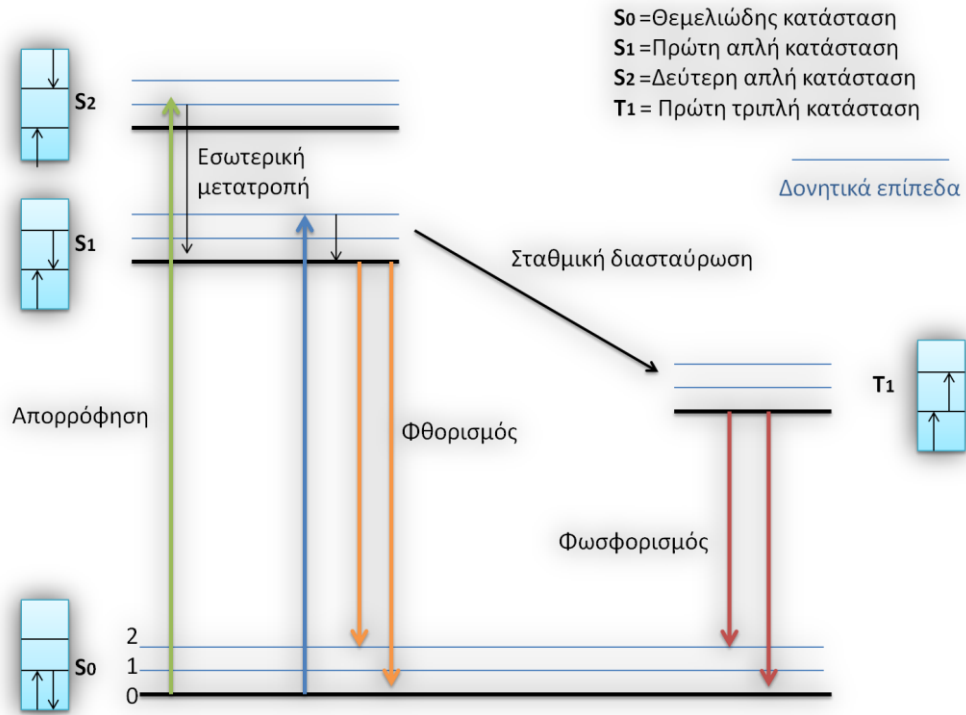 S0 =Θεμελιώδης κατάσταση
S1 =Πρώτη απλή κατάσταση
S2 =Δεύτερη απλή κατάσταση
T1 = Πρώτη τριπλή κατάσταση
Δονητικά επίπεδα
S2
Εσωτερική
μετατροπή
S1
Σταθμική διασταύρωση
T1
Απορρόφηση
Φθορισμός
Φωσφορισμός
S0
2
1
0